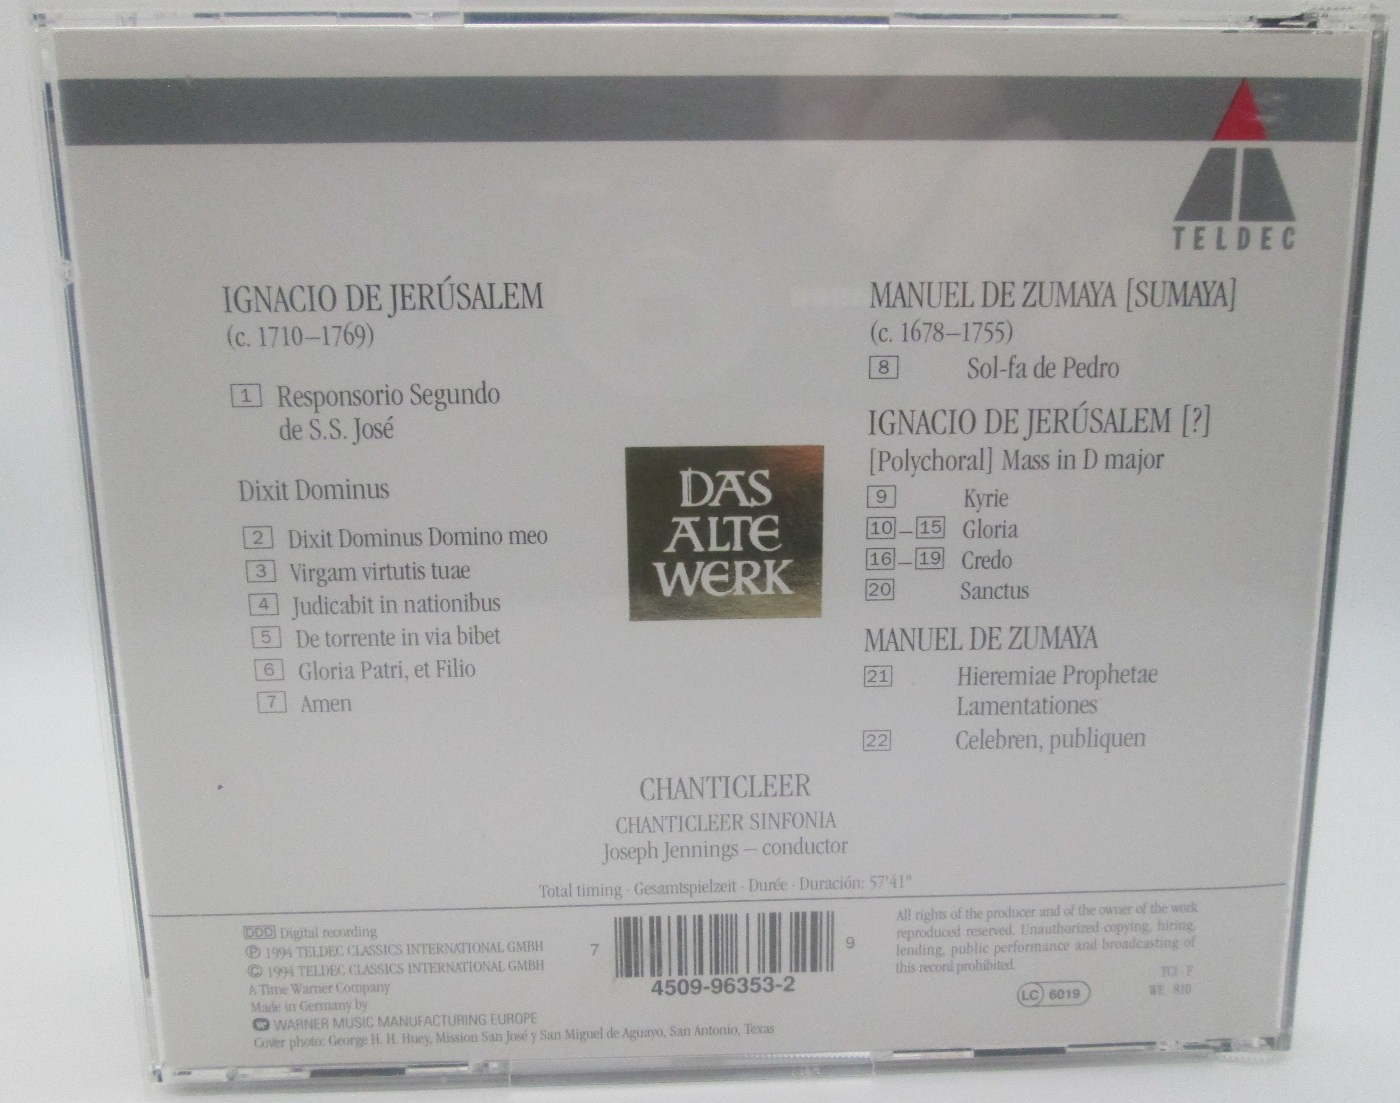 TELDEC
IGNACIO DE JERÚSALEM
(c. 1710–1769)
1 Responsorio Segundo
de S.S. José
Dixit Dominus
2 Dixit Dominus Domino meo
3 Virgam virtutis tuae
4 Judicabit in nationibus
5 De torrente in via bibet
6 Gloria Patri, et Filio
7 Amen
DAS
ALTE
WERK
MANUEL DE ZUMAYA [SUMAYA]
(c. 1678–1755)
8 Sol-fa de Pedro
IGNACIO DE JERÚSALEM [?]
[Polychoral] Mass in D major
9 Kyrie
10–15 Gloria
16–19 Credo
20 Sanctus
MANUEL DE ZUMAYA
21 Hieremiae Prophetae
Lamentationes
22 Celebren, publiquen
CHANTICLEER
CHANTICLEER SINFONIA
Joseph Jennings – conductor
Total timing · Gesamtspielzeit · Durée · Duración: 57'41"
DDD Digital recording
℗ 1994 TELDEC CLASSICS INTERNATIONAL GMBH
© 1994 TELDEC CLASSICS INTERNATIONAL GMBH
A Time Warner Company
Made in Germany by
WARNER MUSIC MANUFACTURING EUROPE
Cover photo: George H. H. Huey, Mission San José y San Miguel de Aguayo, San Antonio, Texas
7 9
4509-96353-2
All rights of the producer and of the owner of the work
reproduced reserved. Unauthorized copying, hiring,
lending, public performance and broadcasting of
this record prohibited.
LC 6019
TCI F
WE 810